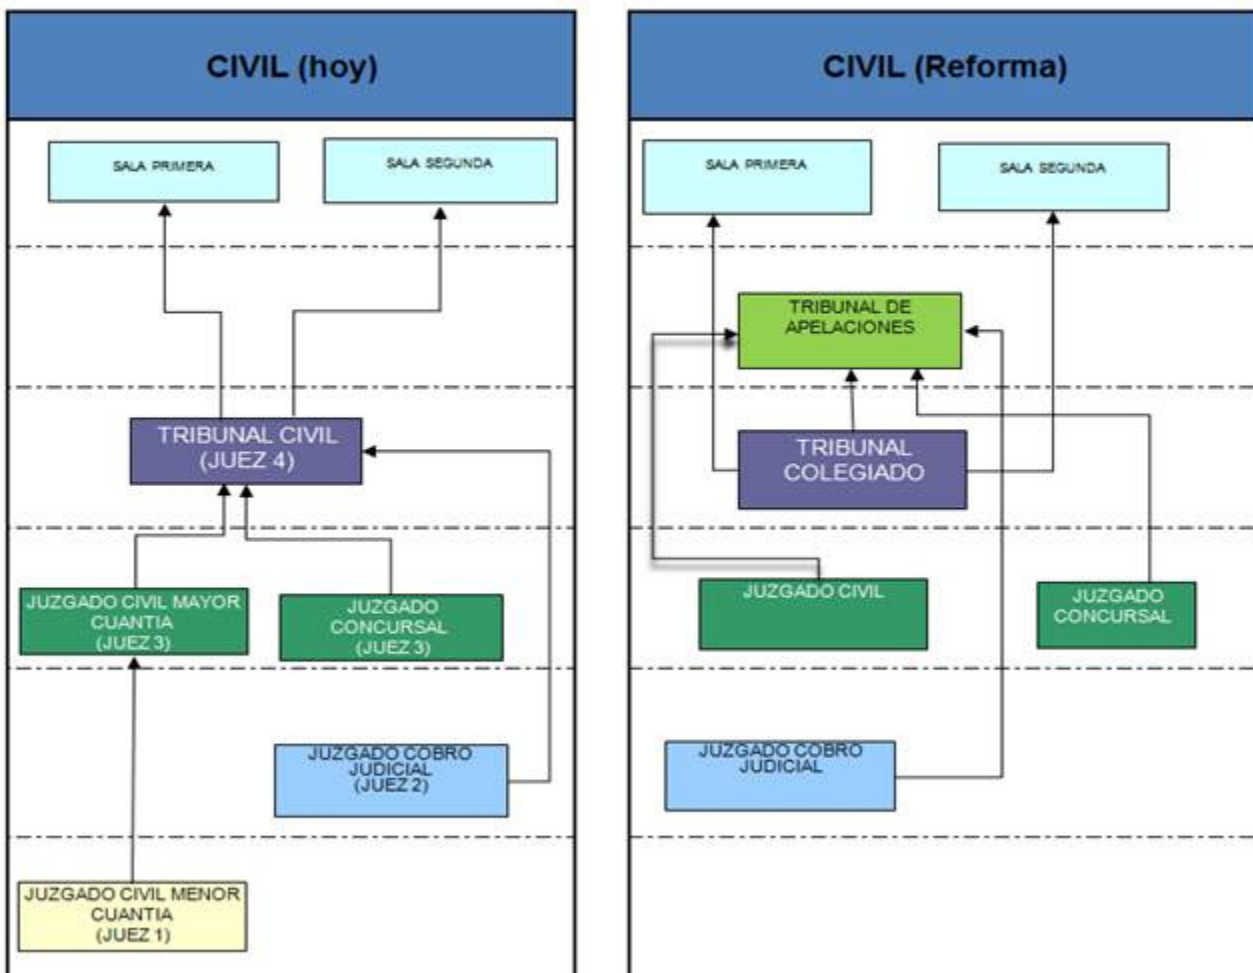 CIVIL (hoy)
SALA PRIMERA
SALA SEGUNDA
TRIBUNAL CIVIL
(JUEZ 4)
JUZGADO CIVIL MAYOR
CUANTIA
(JUEZ 3)
JUZGADO
CONCURSAL
(JUEZ 3)
JUZGADO COBRO
JUDICIAL
(JUEZ 2)
JUZGADO CIVIL MENOR
CUANTIA
(JUEZ 1)
CIVIL (Reforma)
SALA PRIMERA
SALA SEGUNDA
TRIBUNAL DE
APELACIONES
TRIBUNAL
COLEGIADO
JUZGADO CIVIL
JUZGADO
CONCURSAL
JUZGADO COBRO
JUDICIAL